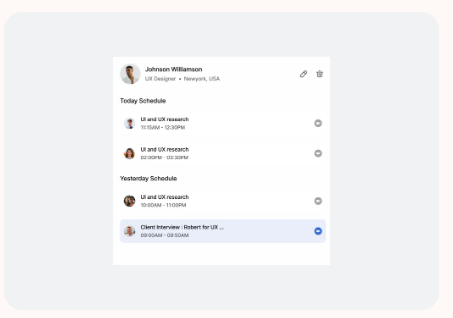 Johnson Williamson
UX Designer • Newyork, USA
Today Schedule
UI and UX research
11:15AM - 12:30PM
UI and UX research
02:00PM - 03:30PM
Yesterday Schedule
UI and UX research
10:00AM - 11:00PM
Client Interview : Robert for UX ...
09:00AM - 09:50AM